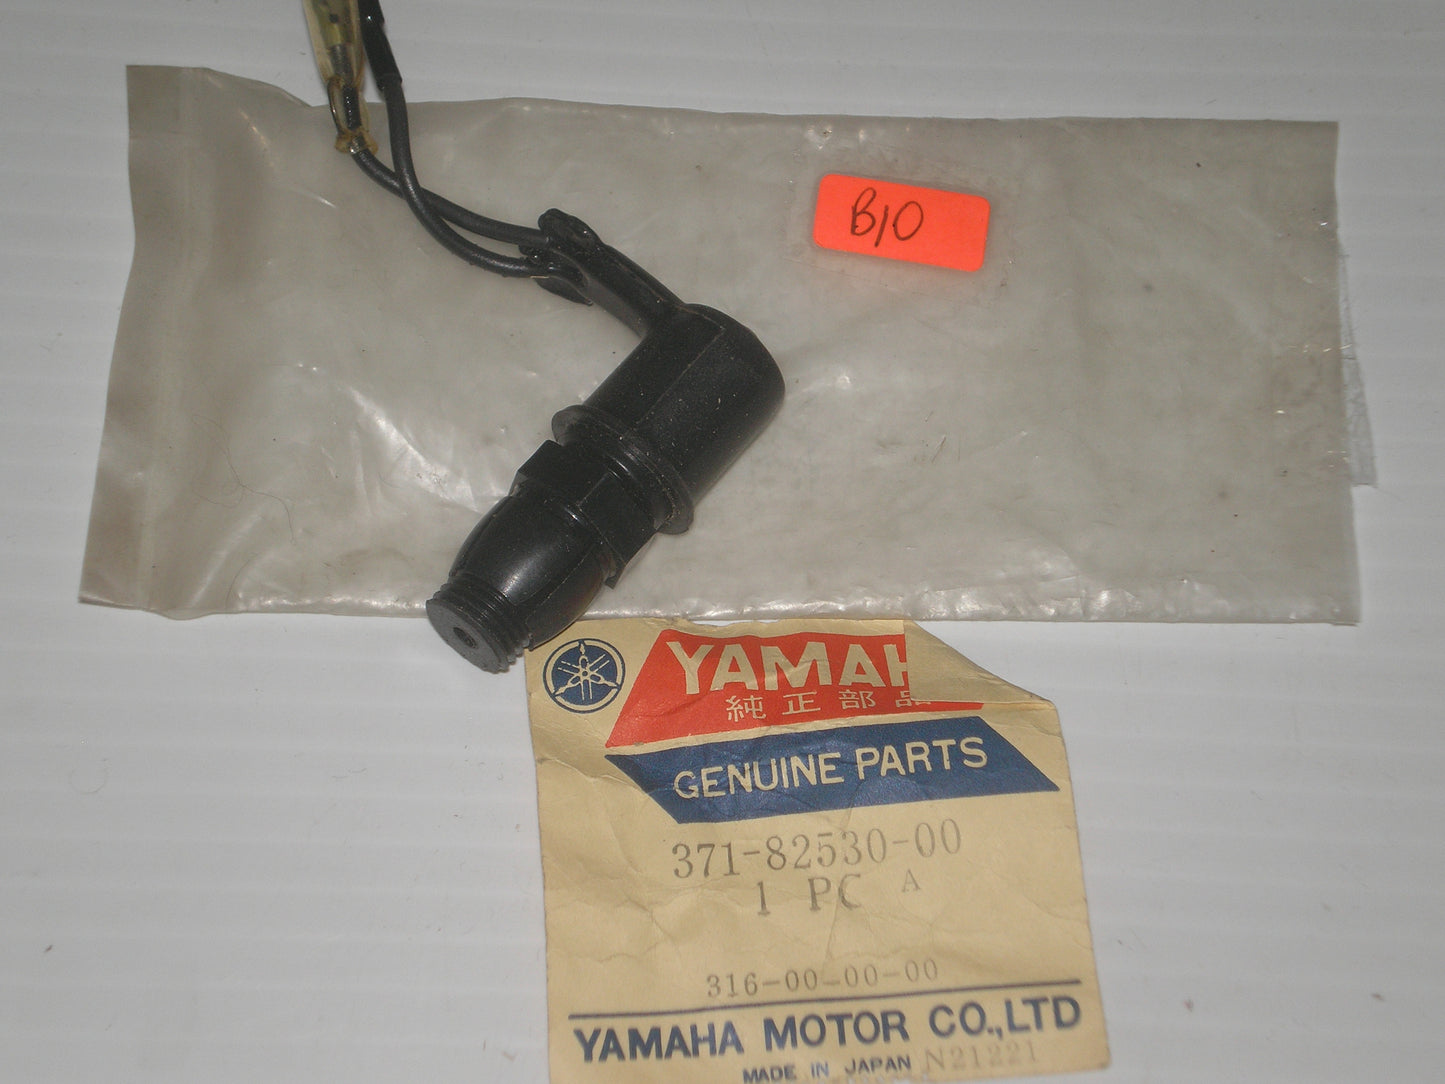 B10
YAMAH
純正部品
GENUINE PARTS
371-82530-00
1 PC A
316-00-00-00
YAMAHA MOTOR CO.,LTD
MADE IN JAPAN N21221